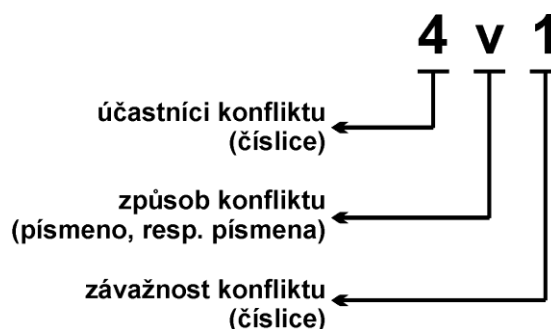 4 v 1
účastníci konfliktu
(číslice)
způsob konfliktu
(písmeno, resp. písmena)
závažnost konfliktu
(číslice)